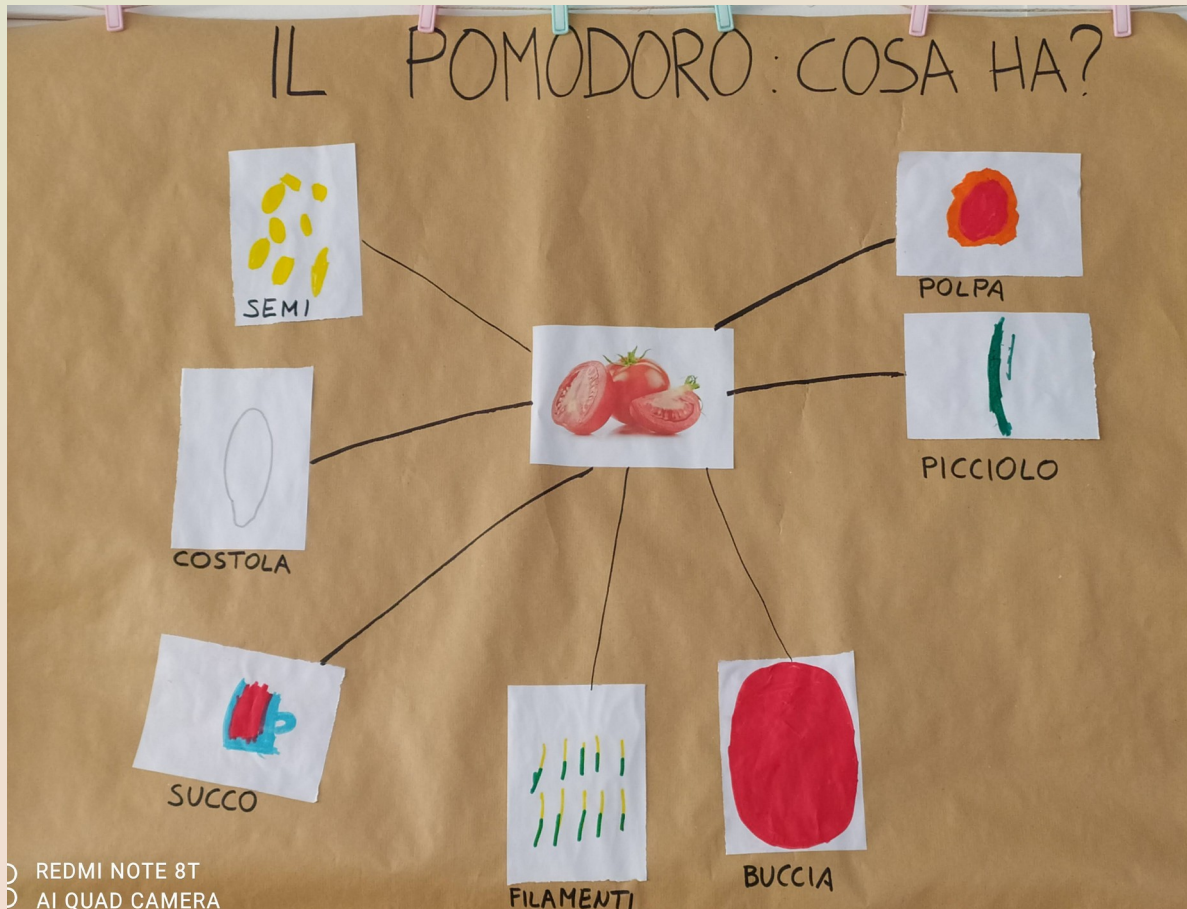 IL POMODORO: COSA HA?
SEMI
POLPA
PICCIOLO
COSTOLA
SUCCO
FILAMENTI
BUCCIA
REDMI NOTE 8T
AI QUAD CAMERA